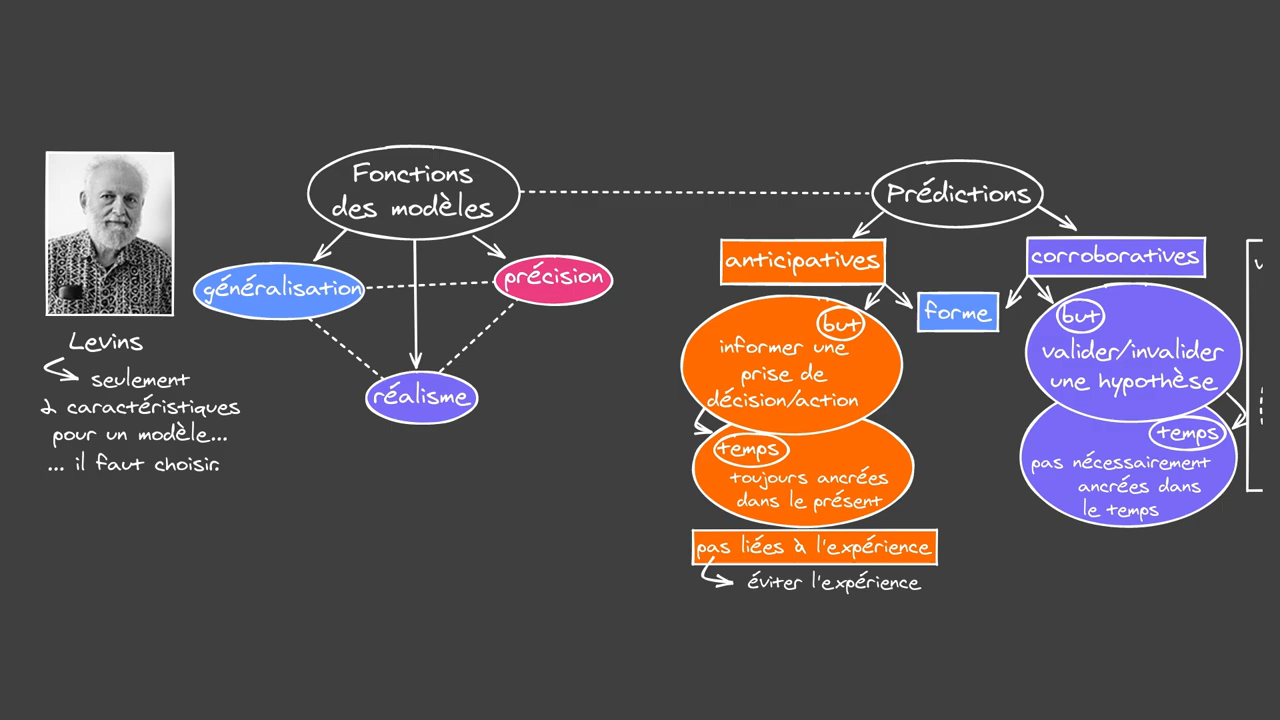 Fonctions
des modèles
généralisation
précision
réalisme
Levins
seulement
2 caractéristiques
pour un modèle...
... il faut choisir.
Prédictions
anticipatives
corroboratives
forme
but
informer une
prise de
décision/action
temps
toujours ancrées
dans le présent
pas liées à l'expérience
éviter l'expérience
but
valider/invalider
une hypothèse
temps
pas nécessairement
ancrées dans
le temps